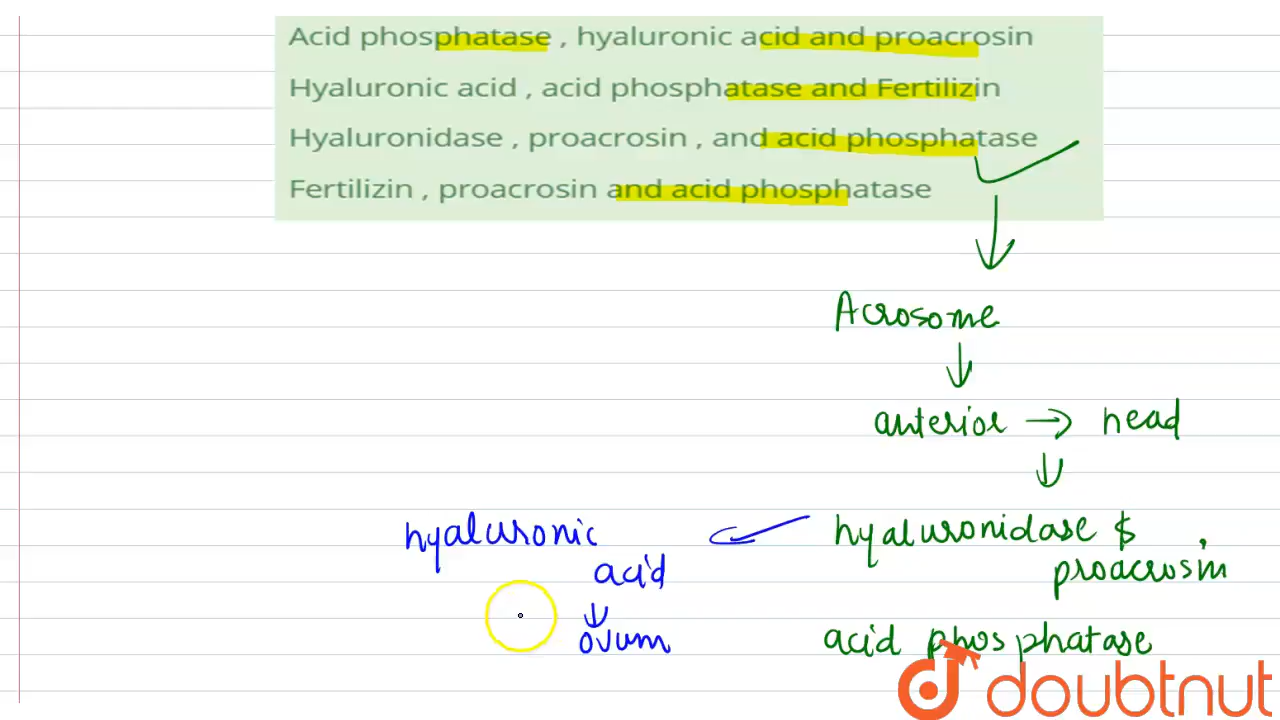 Acid phosphatase , hyaluronic acid and proacrosin
Hyaluronic acid , acid phosphatase and Fertilizin
Hyaluronidase , proacrosin , and acid phosphatase
Fertilizin , proacrosin and acid phosphatase
Acrosome
anterior → head
hyaluronidase &
proacrosin,
acid phosphatase
hyaluronic
acid
ovum
doubtnut